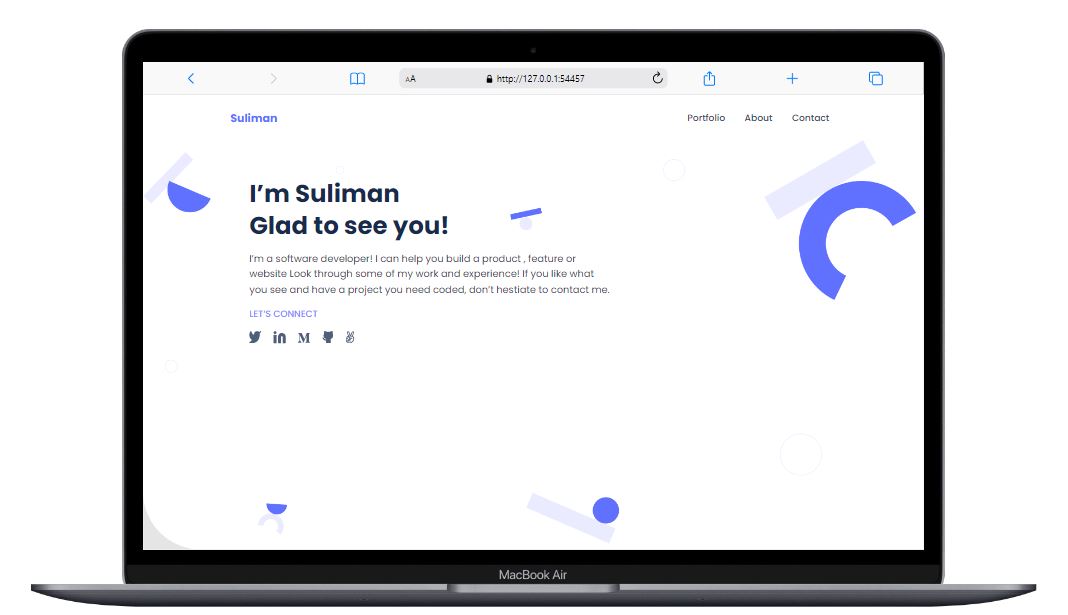 AA http://127.0.0.1:54457
Suliman Portfolio About Contact
I’m Suliman
Glad to see you!
I’m a software developer! I can help you build a product , feature or
website Look through some of my work and experience! If you like what
you see and have a project you need coded, don’t hestiate to contact me.
LET’S CONNECT
MacBook Air